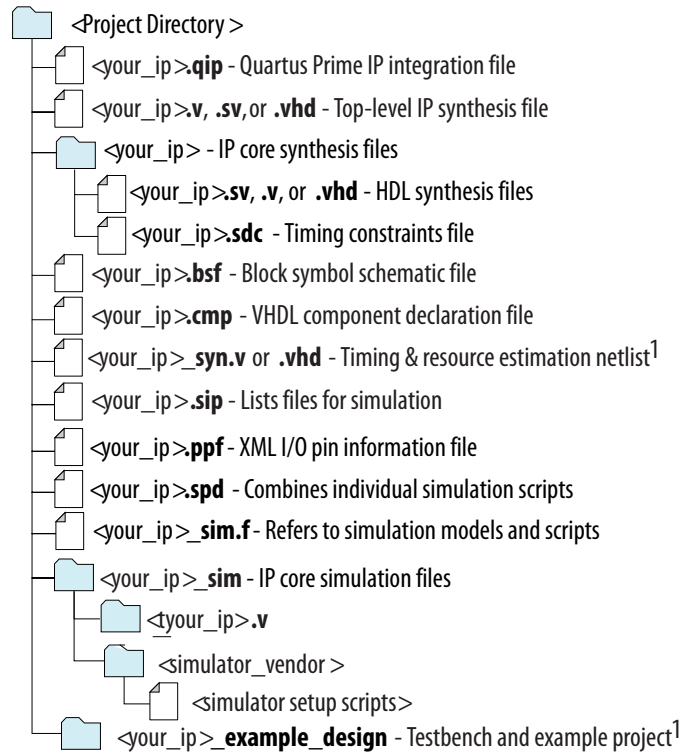 <Project Directory >
<your_ip>.qip - Quartus Prime IP integration file
<your_ip>.v, .sv, or .vhd - Top-level IP synthesis file
<your_ip> - IP core synthesis files
<your_ip>.sv, .v, or .vhd - HDL synthesis files
<your_ip>.sdc - Timing constraints file
<your_ip>.bsf - Block symbol schematic file
<your_ip>.cmp - VHDL component declaration file
<your_ip>_syn.v or .vhd - Timing & resource estimation netlist1
<your_ip>.sip - Lists files for simulation
<your_ip>.ppf - XML I/O pin information file
<your_ip>.spd - Combines individual simulation scripts
<your_ip>_sim.f - Refers to simulation models and scripts
<your_ip>_sim - IP core simulation files
<tyour_ip>.v
<simulator_vendor >
<simulator setup scripts>
<your_ip>_example_design - Testbench and example project1